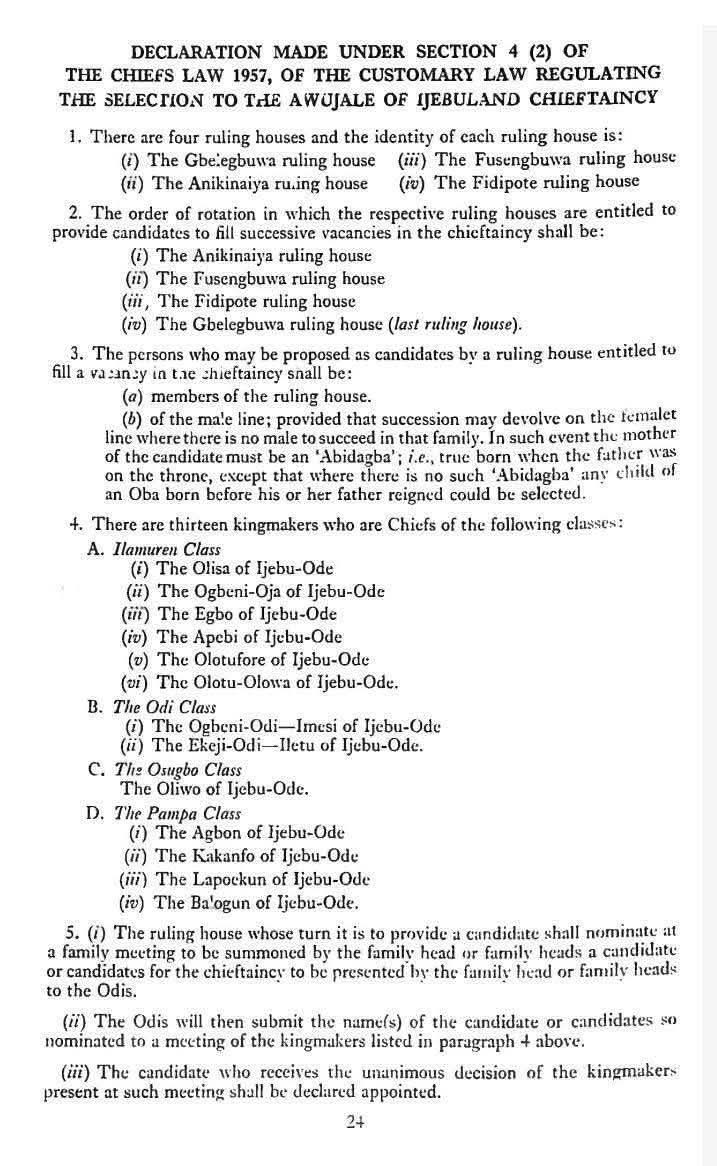 DECLARATION MADE UNDER SECTION 4 (2) OF
THE CHIEFS LAW 1957, OF THE CUSTOMARY LAW REGULATING
THE SELECTION TO THE AWUJALE OF IJEBULAND CHIEFTAINCY
1. There are four ruling houses and the identity of each ruling house is:
(i) The Gbelegbuwa ruling house (iii) The Fusengbuwa ruling house
(ii) The Anikinaiya ruling house (iv) The Fidipote ruling house
2. The order of rotation in which the respective ruling houses are entitled to
provide candidates to fill successive vacancies in the chieftaincy shall be:
(i) The Anikinaiya ruling house
(ii) The Fusengbuwa ruling house
(iii, The Fidipote ruling house
(iv) The Gbelegbuwa ruling house (last ruling house).
3. The persons who may be proposed as candidates by a ruling house entitled to
fill a vacancy in the chieftaincy shall be:
(a) members of the ruling house.
(b) of the male line; provided that succession may devolve on the femalet
line where there is no male to succeed in that family. In such event the mother
of the candidate must be an 'Abidagba'; i.e., true born when the father was
on the throne, except that where there is no such 'Abidagba' any child of
an Oba born before his or her father reigned could be selected.
4. There are thirteen kingmakers who are Chiefs of the following classes:
A. Ilamuren Class
(i) The Olisa of Ijebu-Ode
(ii) The Ogbeni-Oja of Ijebu-Ode
(iii) The Egbo of Ijebu-Ode
(iv) The Apebi of Ijebu-Ode
(v) The Olotufore of Ijebu-Ode
(vi) The Olotu-Olowa of Ijebu-Ode.
B. The Odi Class
(i) The Ogbeni-Odi—Imesi of Ijebu-Ode
(ii) The Ekeji-Odi—Iletu of Ijebu-Ode.
C. The Osugbo Class
The Oliwo of Ijebu-Ode.
D. The Pampa Class
(i) The Agbon of Ijebu-Ode
(ii) The Kakanfo of Ijebu-Ode
(iii) The Lapoekun of Ijebu-Ode
(iv) The Balogun of Ijebu-Ode.
5. (i) The ruling house whose turn it is to provide a candidate shall nominate at
a family meeting to be summoned by the family head or family heads a candidate
or candidates for the chieftaincy to be presented by the family head or family heads
to the Odis.
(ii) The Odis will then submit the name(s) of the candidate or candidates so
nominated to a meeting of the kingmakers listed in paragraph 4 above.
(iii) The candidate who receives the unanimous decision of the kingmakers
present at such meeting shall be declared appointed.
24